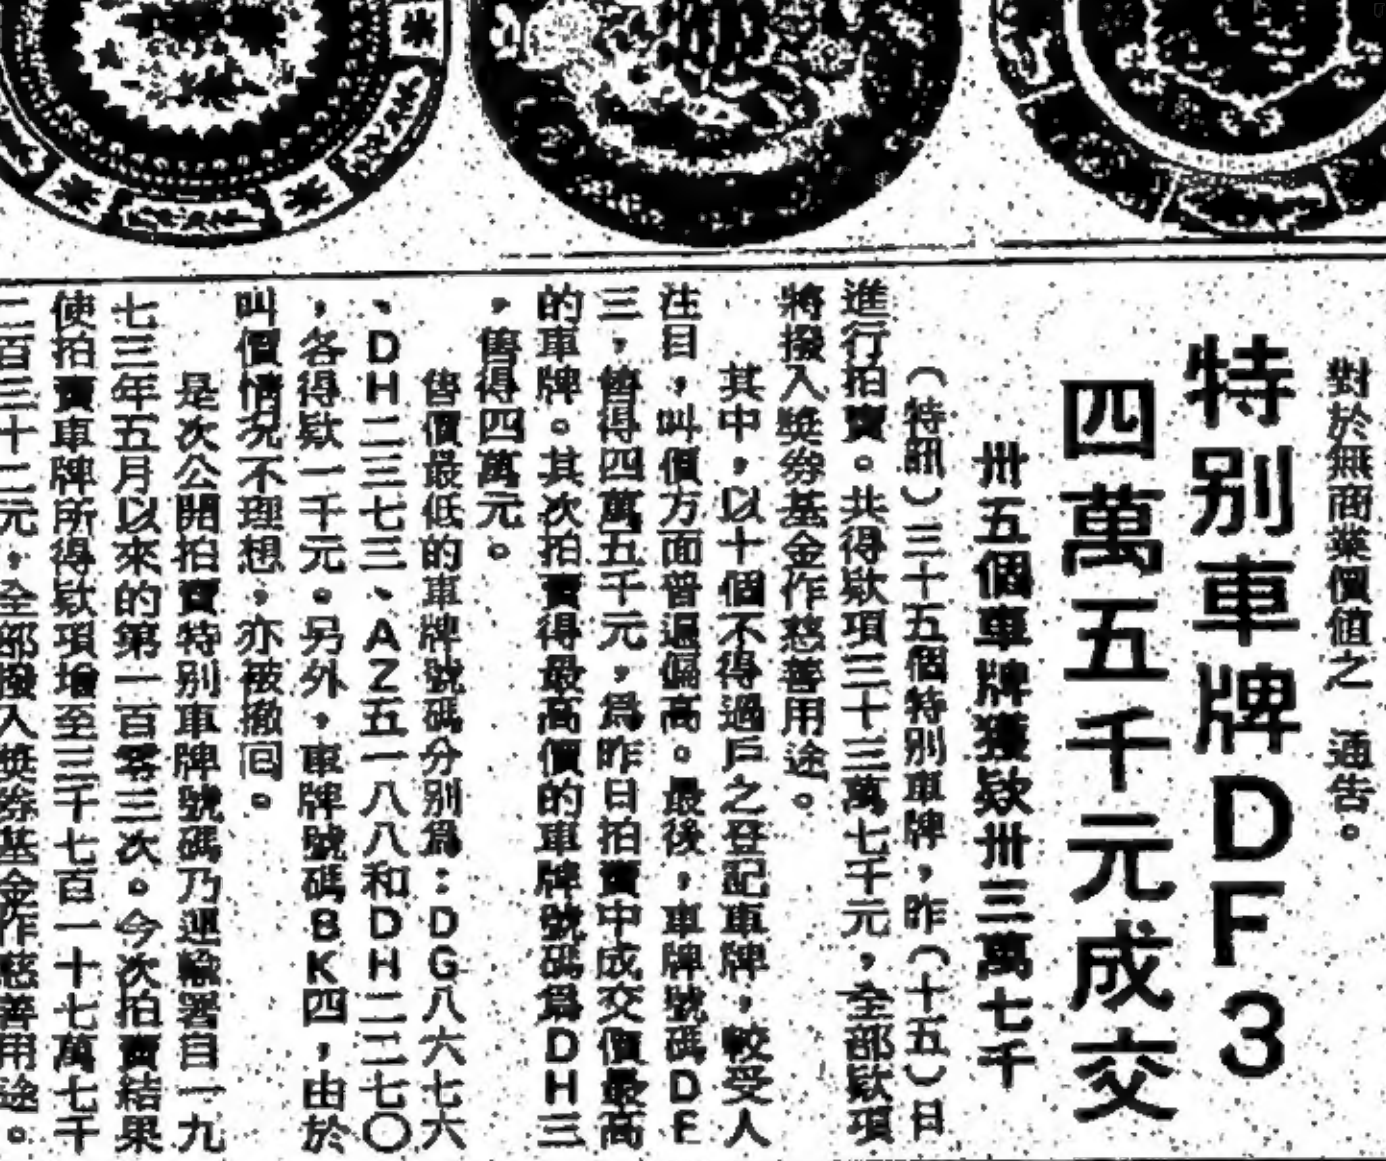 對於無商業價值之 通告。
特別車牌DF3
四萬五千元成交
卅五個車牌獲欵卅三萬七千
(特訊)三十五個特別車牌,昨(十五)日
進行拍賣。共得欵項三十三萬七千元,全部欵項
將撥入奬券基金作慈善用途。
其中,以十個不得過戶之登記車牌,較受人
注目,叫價方面普遍偏高。最後,車牌號碼DF
三,售得四萬五千元,爲昨日拍賣中成交價最高
的車牌。其次拍賣得最高價的車牌號碼爲DH三
,售得四萬元。
售價最低的車牌號碼分別爲:DG八六七六
、DH二三七三、AZ五一八八和DH二二七〇
,各得欵一千元。另外,車牌號碼BK四,由於
叫價情況不理想,亦被撤回。
是次公開拍賣特別車牌號碼乃運輸署自一九
七三年五月以來的第一百零三次。今次拍賣結果
使拍賣車牌所得欵項增至三千七百一十七萬七千
二百三十二元,全部撥入奬券基金作慈善用途。